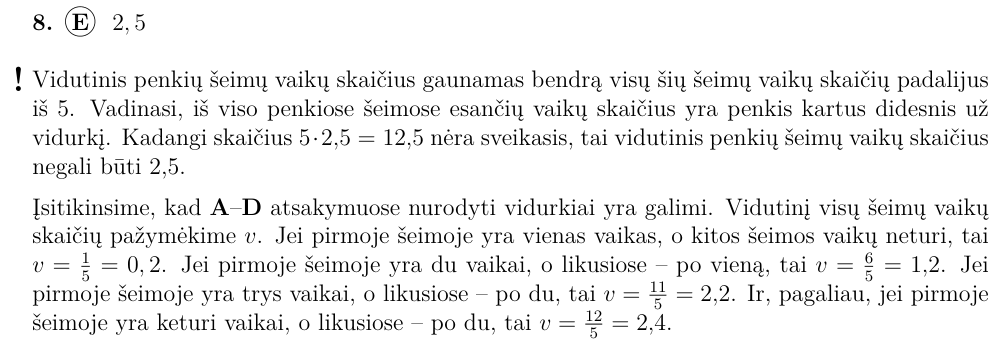 8. (E) 2, 5
! Vidutinis penkių šeimų vaikų skaičius gaunamas bendrą visų šių šeimų vaikų skaičių padalijus
iš 5. Vadinasi, iš viso penkiose šeimose esančių vaikų skaičius yra penkis kartus didesnis už
vidurkį. Kadangi skaičius 5·2,5 = 12,5 nėra sveikasis, tai vidutinis penkių šeimų vaikų skaičius
negali būti 2,5.
Įsitikinsime, kad A–D atsakymuose nurodyti vidurkiai yra galimi. Vidutinį visų šeimų vaikų
skaičių pažymėkime v. Jei pirmoje šeimoje yra vienas vaikas, o kitos šeimos vaikų neturi, tai
v = 1/5 = 0, 2. Jei pirmoje šeimoje yra du vaikai, o likusiose – po vieną, tai v = 6/5 = 1,2. Jei
pirmoje šeimoje yra trys vaikai, o likusiose – po du, tai v = 11/5 = 2,2. Ir, pagaliau, jei pirmoje
šeimoje yra keturi vaikai, o likusiose – po du, tai v = 12/5 = 2,4.